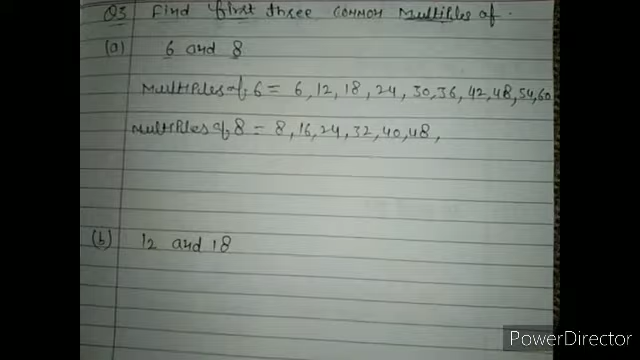 Q3 Find first three common Multiples of.
(a) 6 and 8
Multiples of 6 = 6, 12, 18, 24, 30, 36, 42, 48, 54, 60
Multiples of 8 = 8, 16, 24, 32, 40, 48,
(b) 12 and 18
PowerDirector